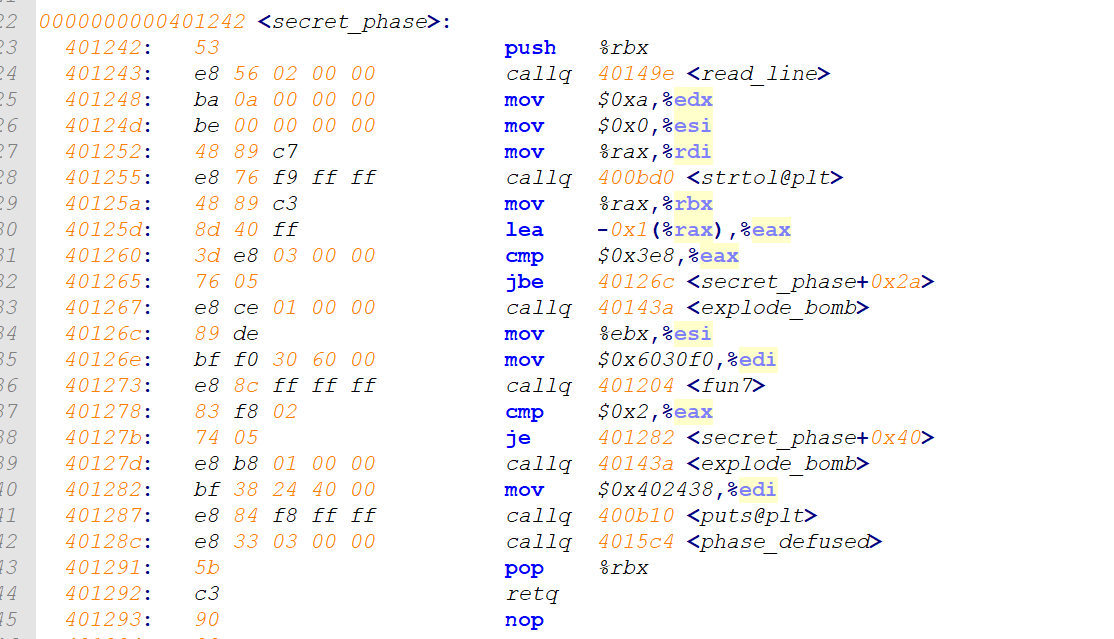 22 0000000000401242 <secret_phase>:
23 401242: 53 push %rbx
24 401243: e8 56 02 00 00 callq 40149e <read_line>
25 401248: ba 0a 00 00 00 mov $0xa,%edx
26 40124d: be 00 00 00 00 mov $0x0,%esi
27 401252: 48 89 c7 mov %rax,%rdi
28 401255: e8 76 f9 ff ff callq 400bd0 <strtol@plt>
29 40125a: 48 89 c3 mov %rax,%rbx
30 40125d: 8d 40 ff lea -0x1(%rax),%eax
31 401260: 3d e8 03 00 00 cmp $0x3e8,%eax
32 401265: 76 05 jbe 40126c <secret_phase+0x2a>
33 401267: e8 ce 01 00 00 callq 40143a <explode_bomb>
34 40126c: 89 de mov %ebx,%esi
35 40126e: bf f0 30 60 00 mov $0x6030f0,%edi
36 401273: e8 8c ff ff ff callq 401204 <fun7>
37 401278: 83 f8 02 cmp $0x2,%eax
38 40127b: 74 05 je 401282 <secret_phase+0x40>
39 40127d: e8 b8 01 00 00 callq 40143a <explode_bomb>
40 401282: bf 38 24 40 00 mov $0x402438,%edi
41 401287: e8 84 f8 ff ff callq 400b10 <puts@plt>
42 40128c: e8 33 03 00 00 callq 4015c4 <phase_defused>
43 401291: 5b pop %rbx
44 401292: c3 retq
45 401293: 90 nop